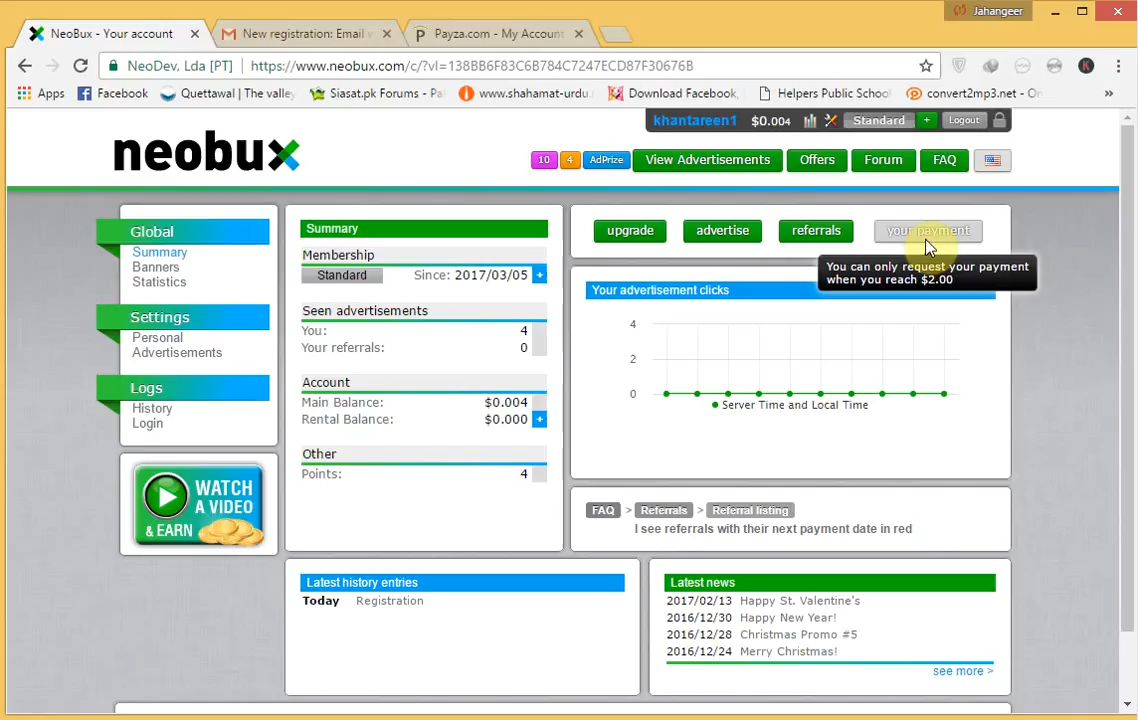 Jahangeer
NeoBux - Your account
New registration: Email
Payza.com - My Account
NeoDev, Lda [PT]
https://www.neobux.com/c/?vl=138BB6F83C6B784C7247ECD87F30676B
Apps
Facebook
Quettawal | The valley
Siasat.pk Forums - Pa
www.shahamat-urdu.
Download Facebook,
Helpers Public School
convert2mp3.net - On
»
khantareen1 $0.004 Standard + Logout
neobux
10 4 AdPrize View Advertisements Offers Forum FAQ
Global
Summary
Banners
Statistics
Settings
Personal
Advertisements
Logs
History
Login
WATCH
A VIDEO
& EARN
Summary
Membership
Standard Since: 2017/03/05 +
Seen advertisements
You: 4
Your referrals: 0
Account
Main Balance: $0.004
Rental Balance: $0.000 +
Other
Points: 4
upgrade advertise referrals your payment
You can only request your payment
when you reach $2.00
Your advertisement clicks
4
2
0
Server Time and Local Time
FAQ > Referrals > Referral listing
I see referrals with their next payment date in red
Latest history entries
Today Registration
Latest news
2017/02/13 Happy St. Valentine's
2016/12/30 Happy New Year!
2016/12/28 Christmas Promo #5
2016/12/24 Merry Christmas!
see more >